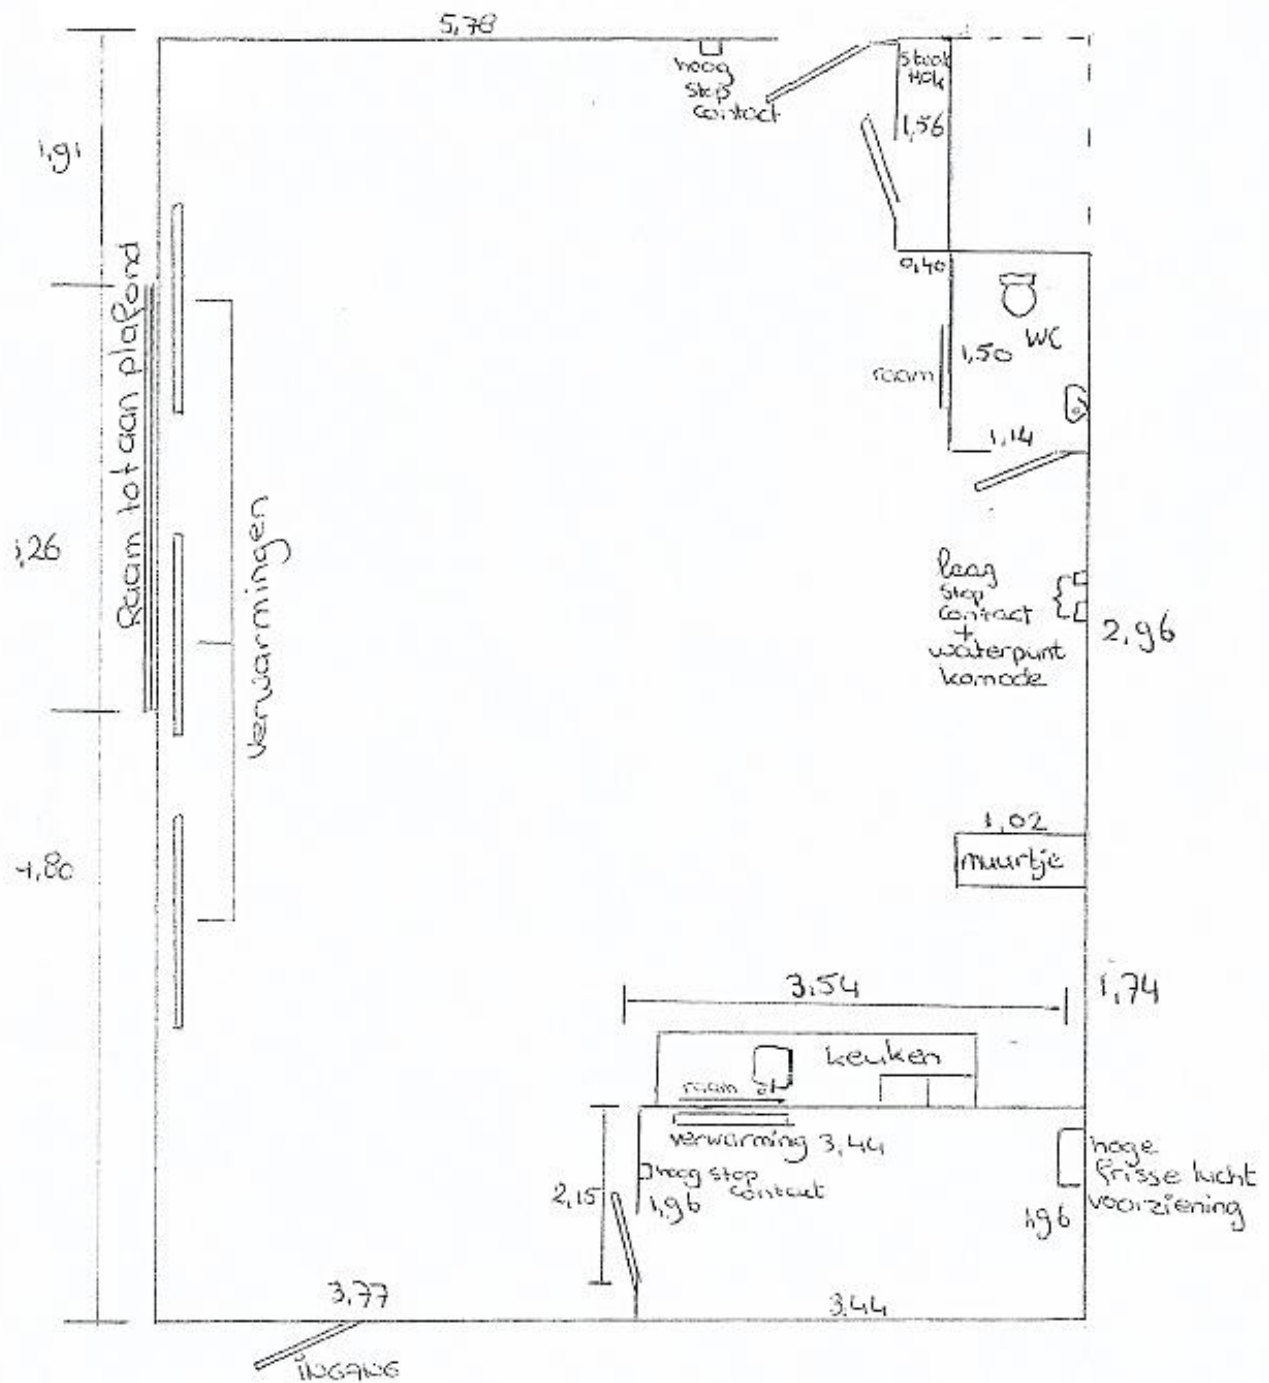 5,78
hoog
stop
contact
stook
Hok
1,56
1,91
0,40
Raam tot aan plafond
WC
1,50
raam
1,14
,26
Verwarmingen
laag
stop
contact
+
waterpunt
komode
2,96
1,02
muurtje
,80
3,54
1,74
keuken
raam
verwarming 3,44
hoog stop
contact
1,96
2,15
hoge
frisse lucht
voorziening
1,96
3,77
3,44
INGANG